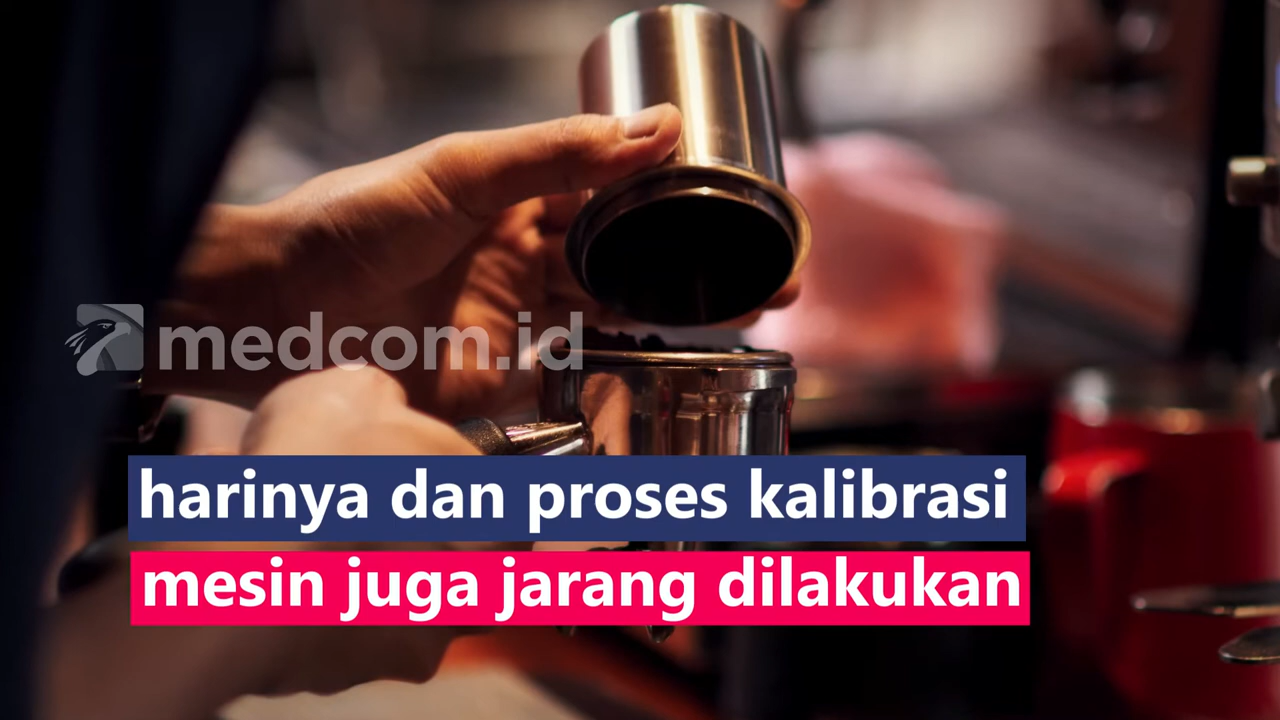 medcom.id
harinya dan proses kalibrasi
mesin juga jarang dilakukan